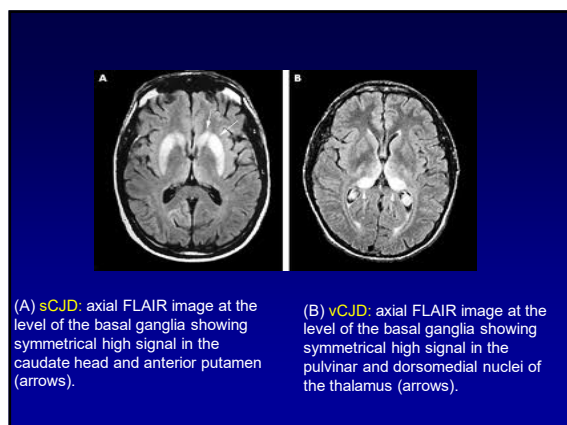 A
B
(A) sCJD: axial FLAIR image at the
level of the basal ganglia showing
symmetrical high signal in the
caudate head and anterior putamen
(arrows).
(B) vCJD: axial FLAIR image at the
level of the basal ganglia showing
symmetrical high signal in the
pulvinar and dorsomedial nuclei of
the thalamus (arrows).